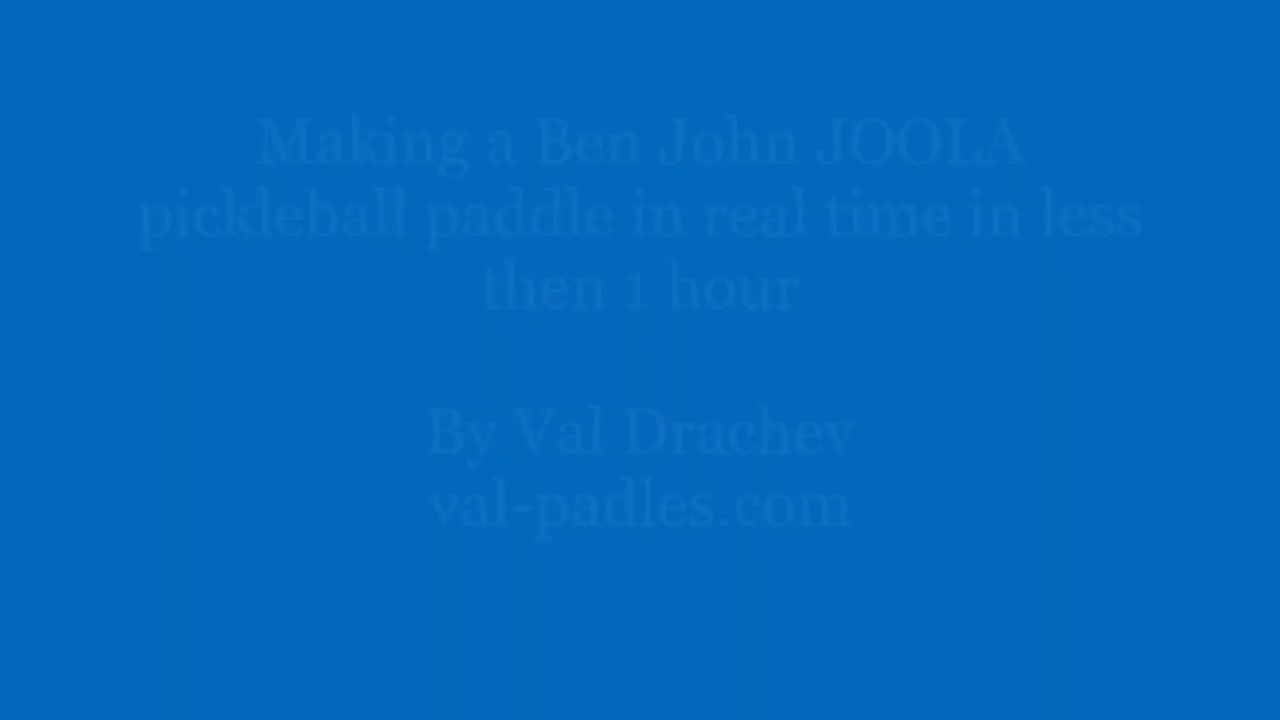 Making a Ben John JOOLA
pickleball paddle in real time in less
then 1 hour
By Val Drachev
val-padles.com